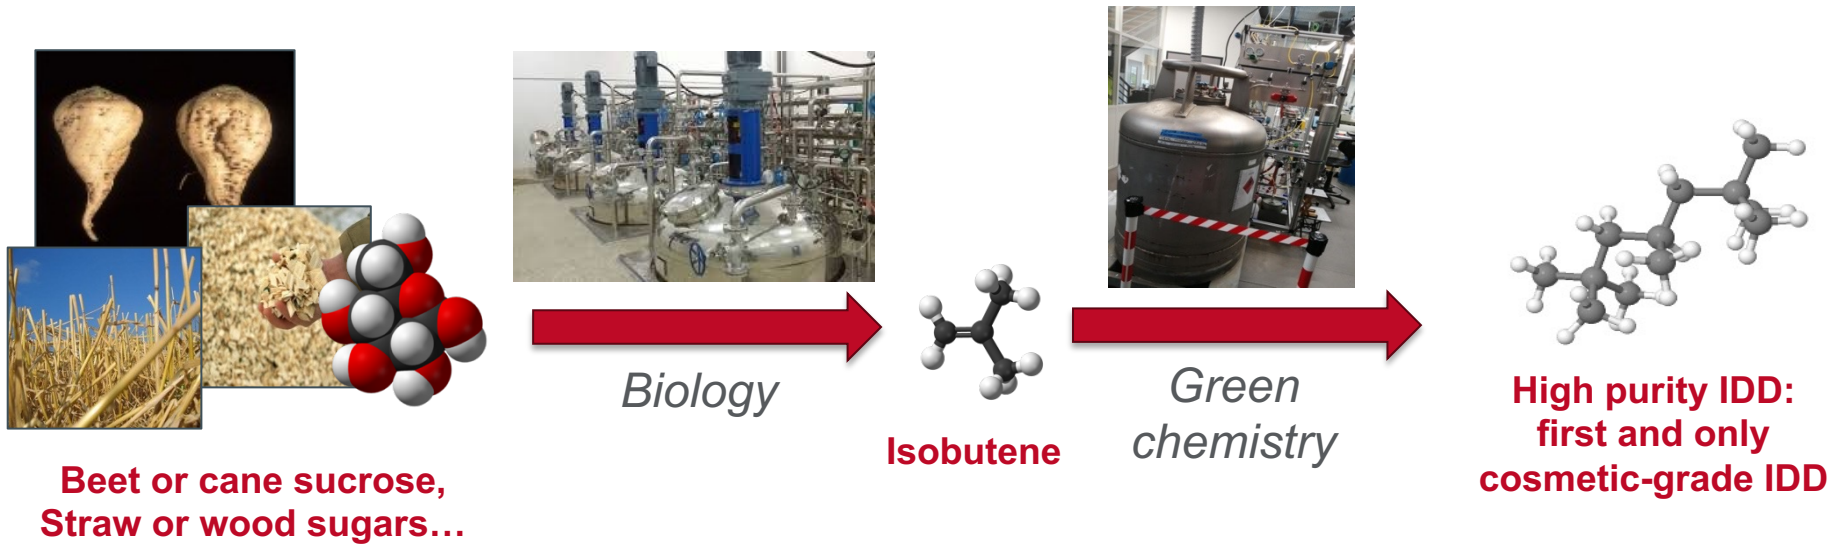 Beet or cane sucrose,
Straw or wood sugars…
Biology
Isobutene
Green
chemistry
High purity IDD:
first and only
cosmetic-grade IDD